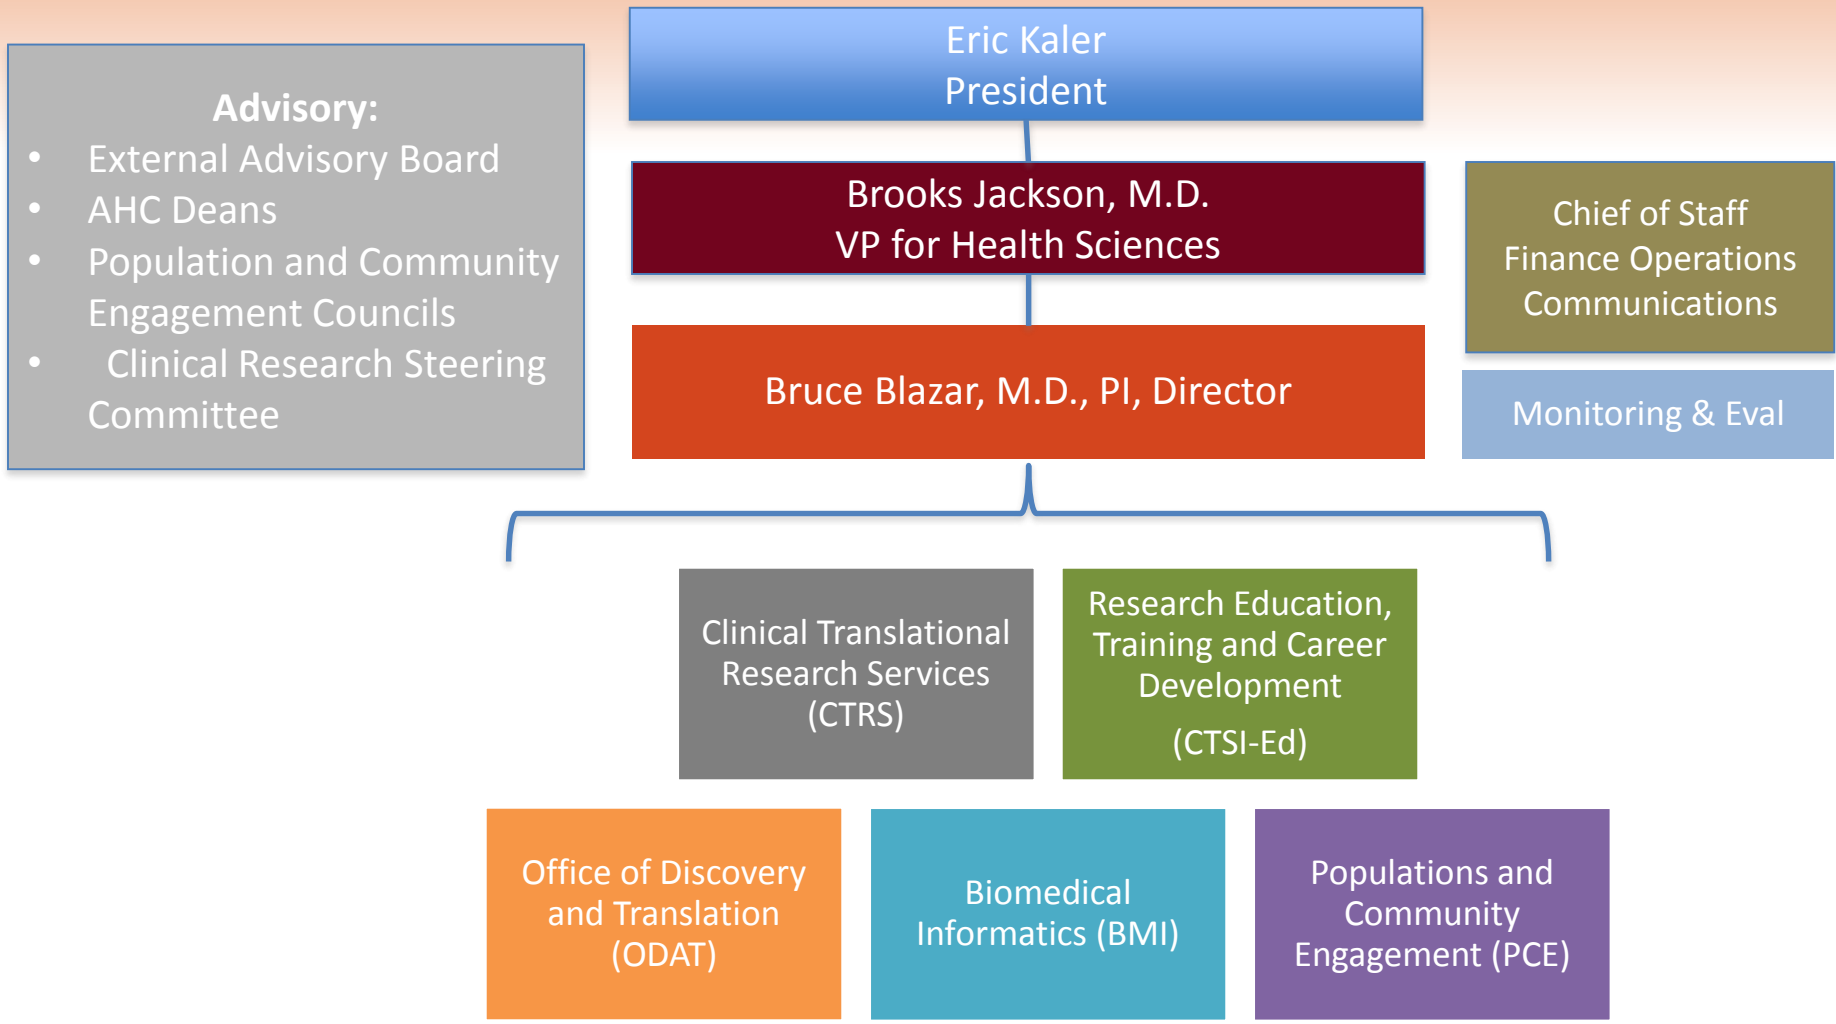 Eric Kaler
President
Advisory:
• External Advisory Board
• AHC Deans
• Population and Community
Engagement Councils
• Clinical Research Steering
Committee
Brooks Jackson, M.D.
VP for Health Sciences
Chief of Staff
Finance Operations
Communications
Bruce Blazar, M.D., PI, Director
Monitoring & Eval
Clinical Translational
Research Services
(CTRS)
Research Education,
Training and Career
Development
(CTSI-Ed)
Office of Discovery
and Translation
(ODAT)
Biomedical
Informatics (BMI)
Populations and
Community
Engagement (PCE)